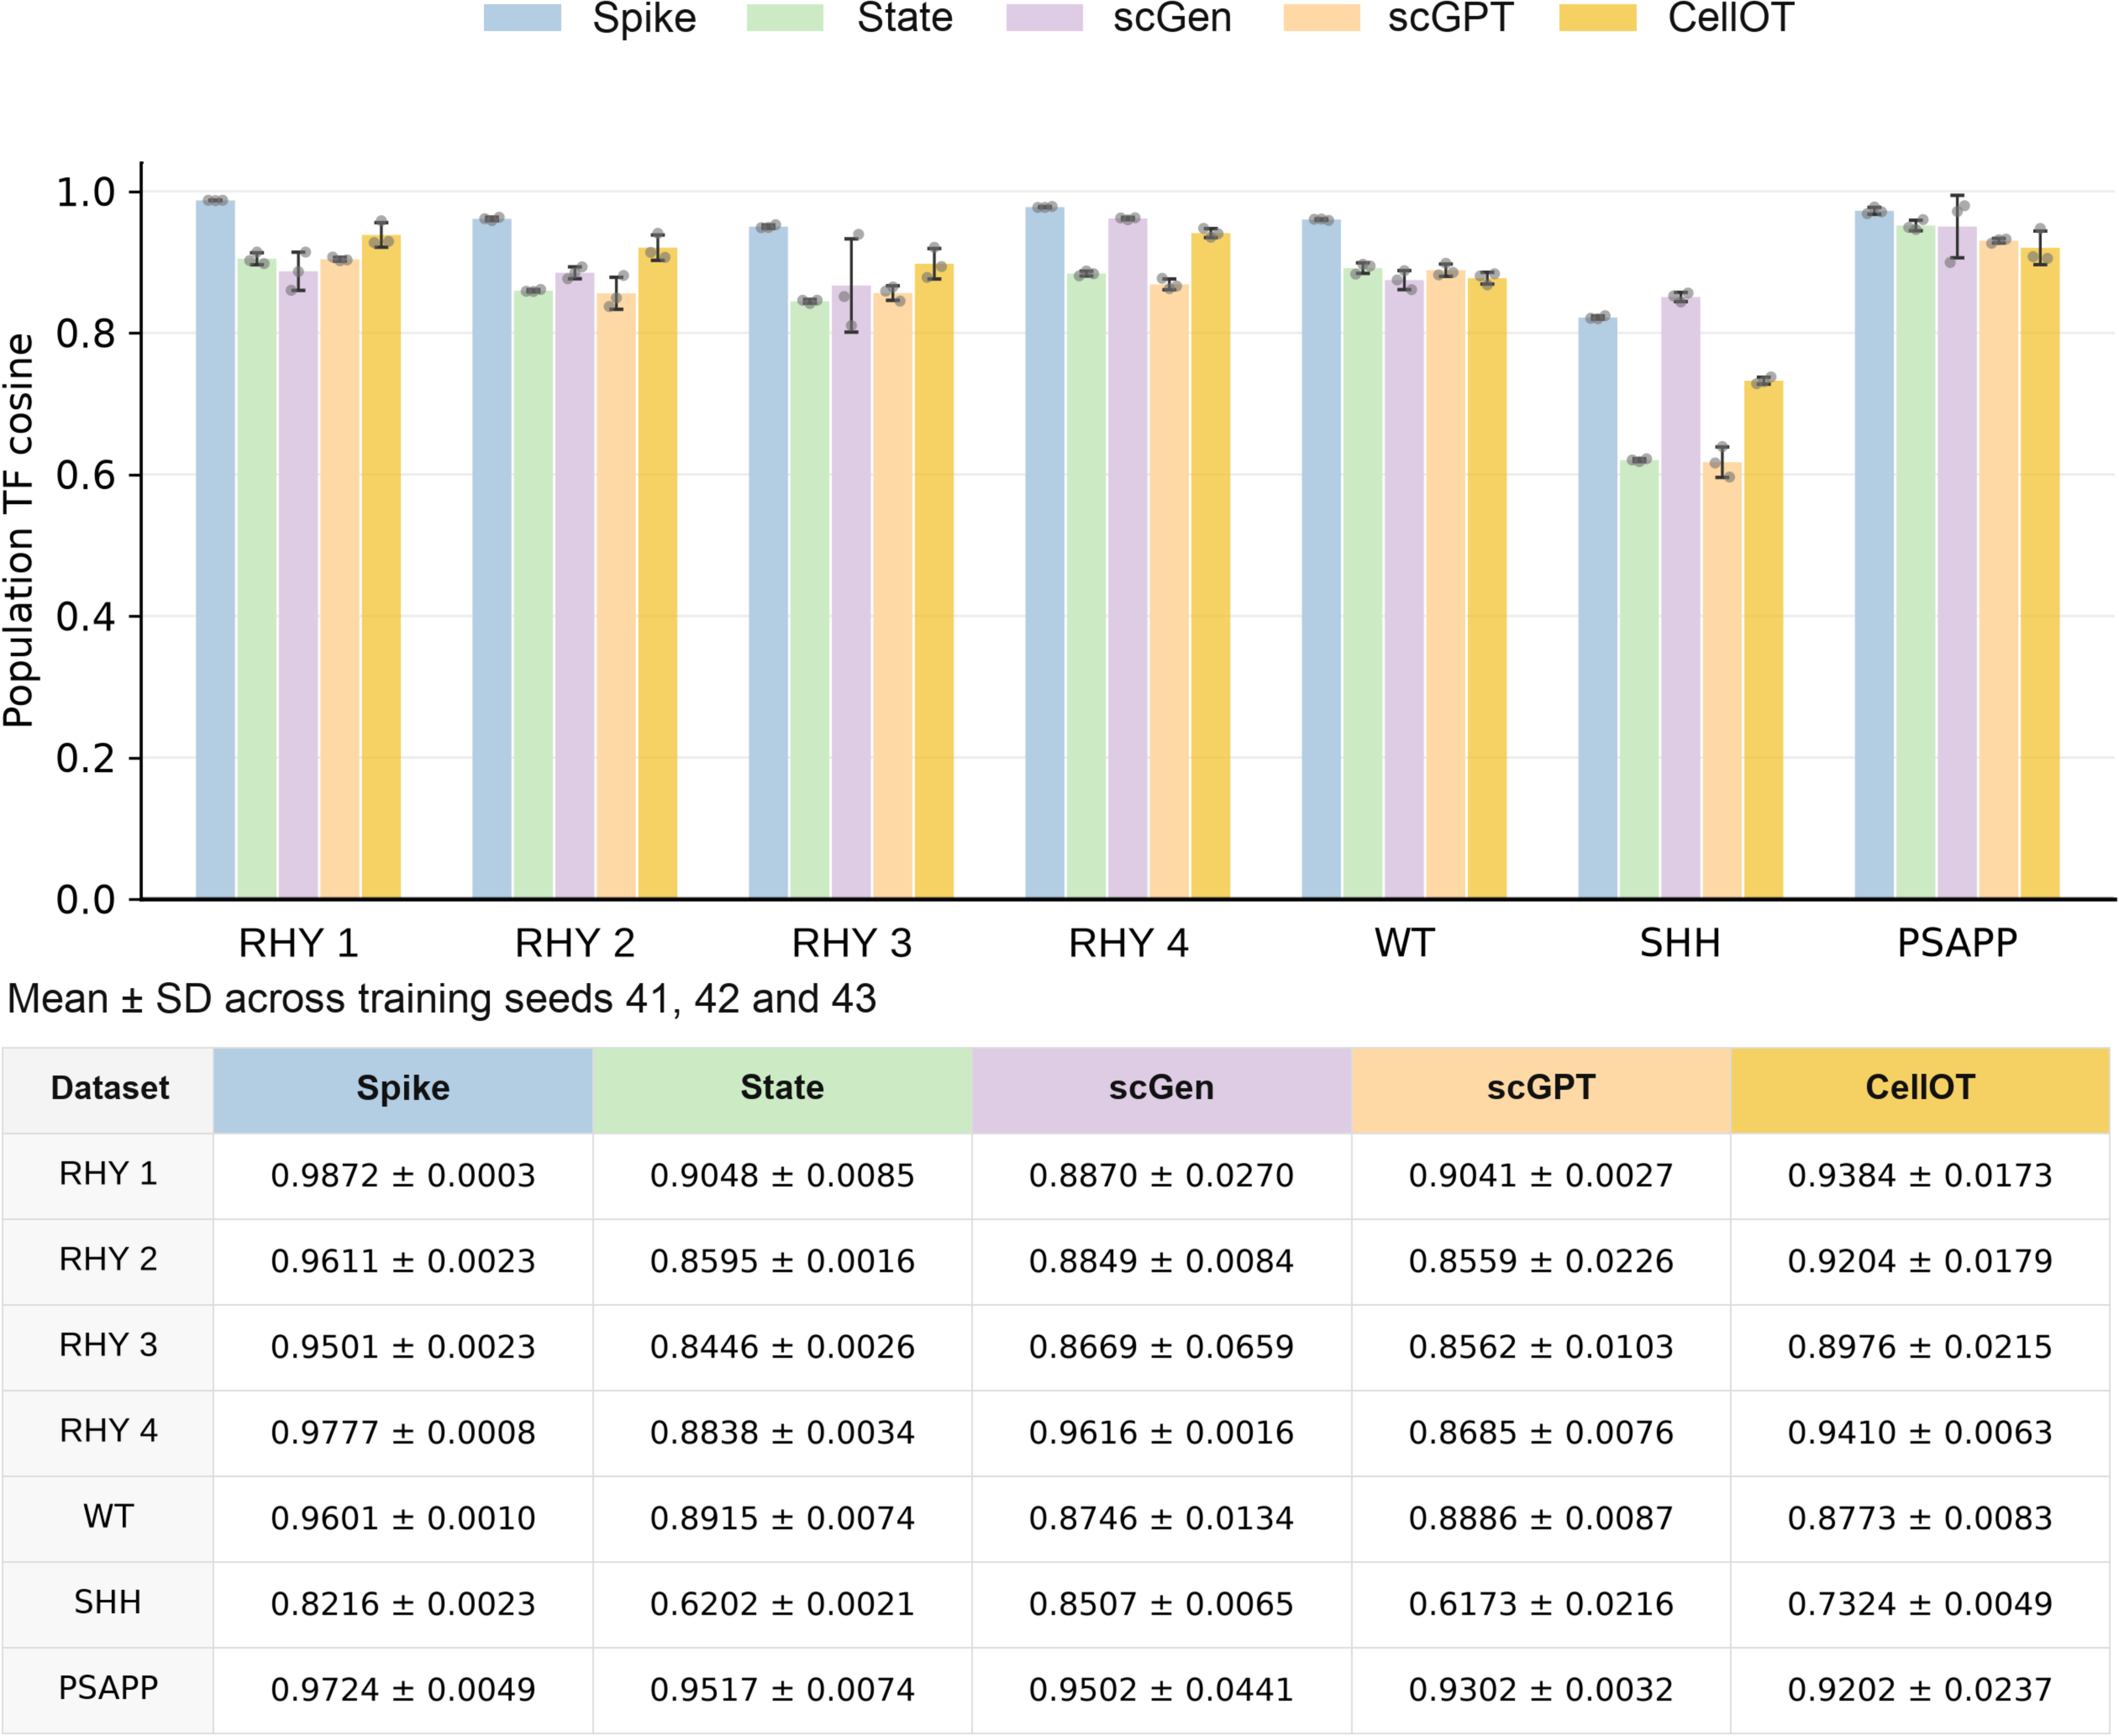 Spike State scGen scGPT CellOT
Population TF cosine
1.0
0.8
0.6
0.4
0.2
0.0
RHY 1 RHY 2 RHY 3 RHY 4 WT SHH PSAPP
Mean ± SD across training seeds 41, 42 and 43
Dataset Spike State scGen scGPT CellOT
RHY 1 0.9872 ± 0.0003 0.9048 ± 0.0085 0.8870 ± 0.0270 0.9041 ± 0.0027 0.9384 ± 0.0173
RHY 2 0.9611 ± 0.0023 0.8595 ± 0.0016 0.8849 ± 0.0084 0.8559 ± 0.0226 0.9204 ± 0.0179
RHY 3 0.9501 ± 0.0023 0.8446 ± 0.0026 0.8669 ± 0.0659 0.8562 ± 0.0103 0.8976 ± 0.0215
RHY 4 0.9777 ± 0.0008 0.8838 ± 0.0034 0.9616 ± 0.0016 0.8685 ± 0.0076 0.9410 ± 0.0063
WT 0.9601 ± 0.0010 0.8915 ± 0.0074 0.8746 ± 0.0134 0.8886 ± 0.0087 0.8773 ± 0.0083
SHH 0.8216 ± 0.0023 0.6202 ± 0.0021 0.8507 ± 0.0065 0.6173 ± 0.0216 0.7324 ± 0.0049
PSAPP 0.9724 ± 0.0049 0.9517 ± 0.0074 0.9502 ± 0.0441 0.9302 ± 0.0032 0.9202 ± 0.0237